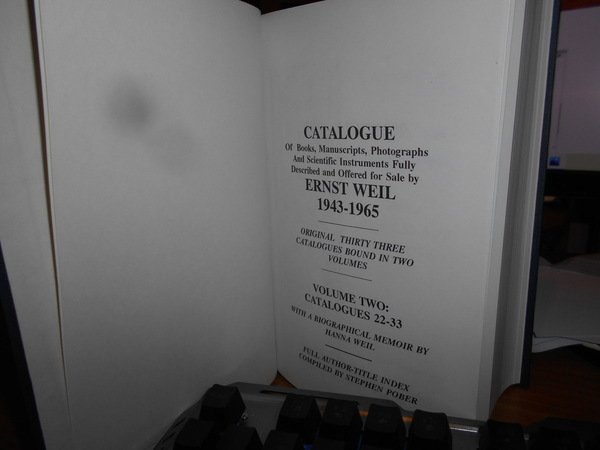 CATALOGUE
Of Books, Manuscripts, Photographs
And Scientific Instruments Fully
Described and Offered for Sale by
ERNST WEIL
1943-1965
ORIGINAL THIRTY THREE
CATALOGUES BOUND IN TWO
VOLUMES
VOLUME TWO:
CATALOGUES 22-33
WITH A BIOGRAPHICAL MEMOIR BY
HANNA WEIL
FULL AUTHOR-TITLE INDEX
COMPILED BY STEPHEN POBER